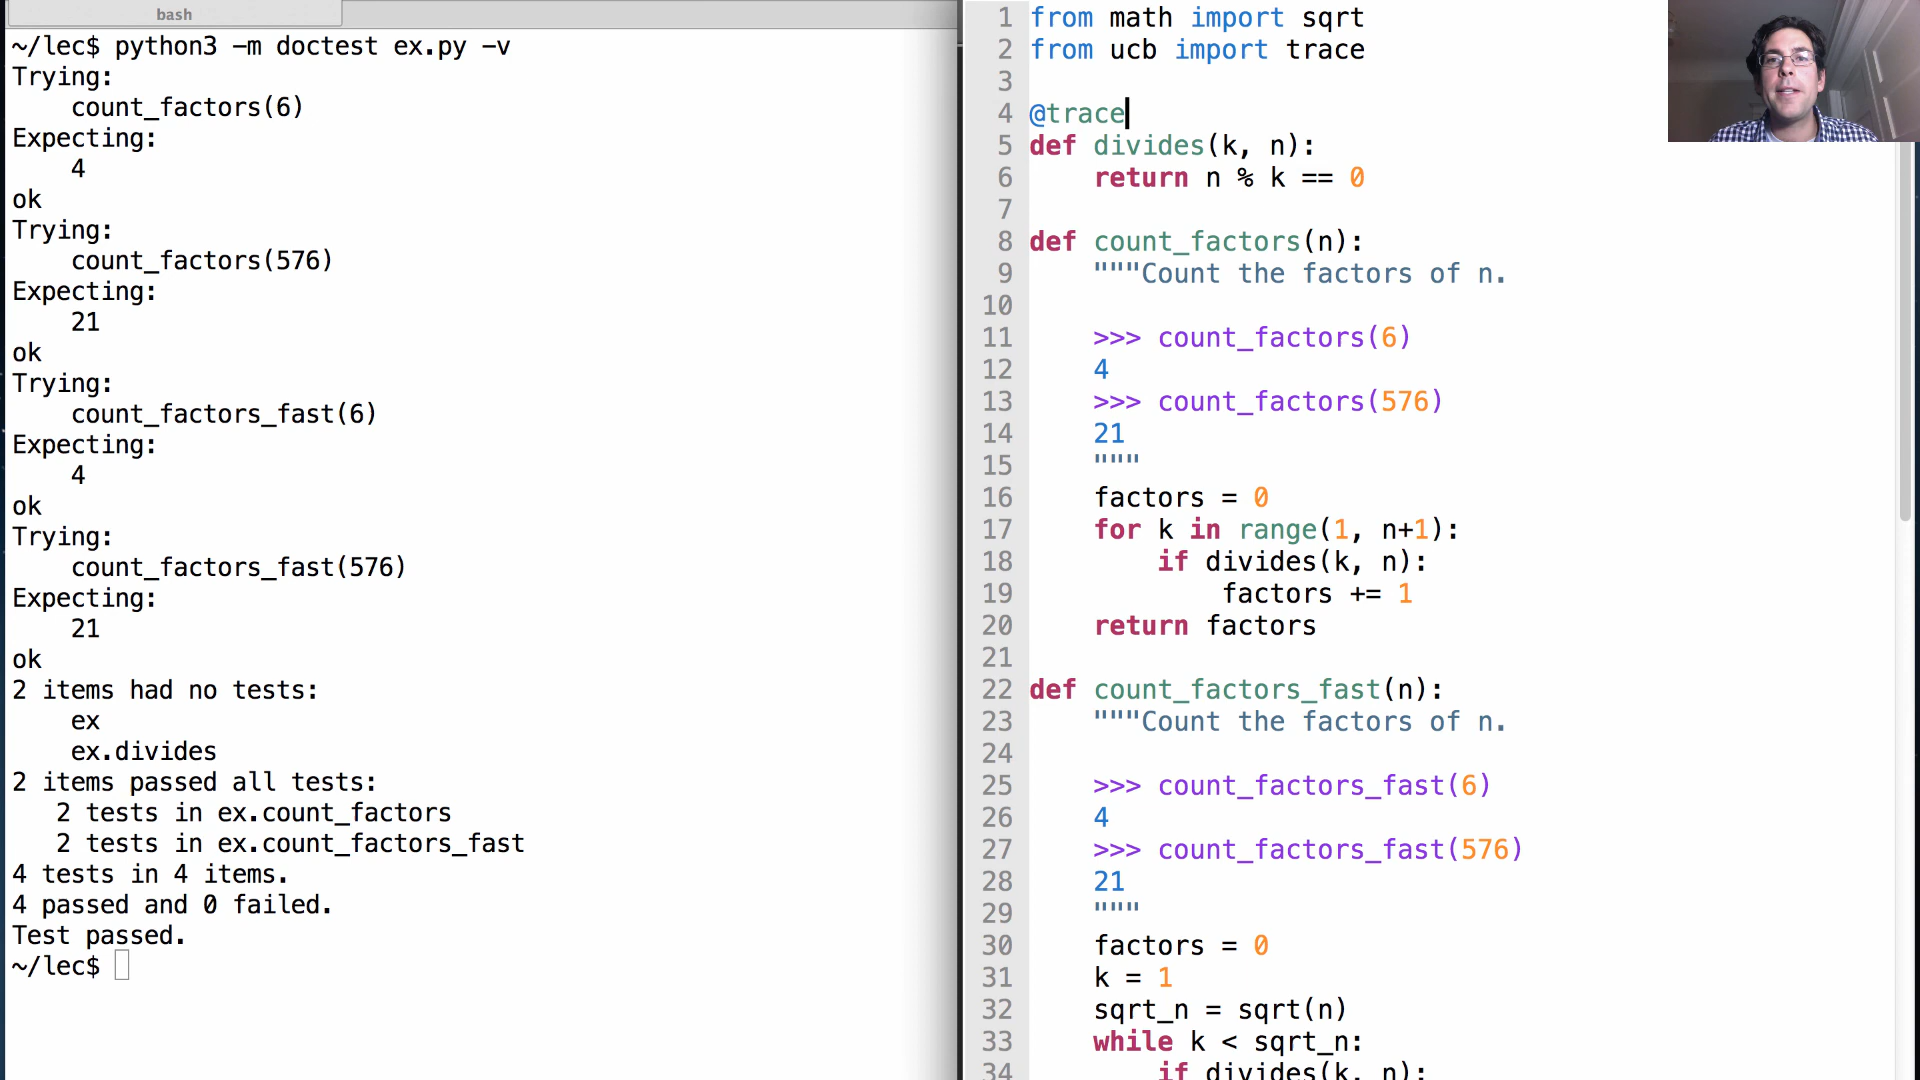 bash
~/lec$ python3 -m doctest ex.py -v
Trying:
    count_factors(6)
Expecting:
    4
ok
Trying:
    count_factors(576)
Expecting:
    21
ok
Trying:
    count_factors_fast(6)
Expecting:
    4
ok
Trying:
    count_factors_fast(576)
Expecting:
    21
ok
2 items had no tests:
    ex
    ex.divides
2 items passed all tests:
   2 tests in ex.count_factors
   2 tests in ex.count_factors_fast
4 tests in 4 items.
4 passed and 0 failed.
Test passed.
~/lec$
1 from math import sqrt
2 from ucb import trace
3
4 @trace
5 def divides(k, n):
6     return n % k == 0
7
8 def count_factors(n):
9     """Count the factors of n.
10
11     >>> count_factors(6)
12     4
13     >>> count_factors(576)
14     21
15     """
16     factors = 0
17     for k in range(1, n+1):
18         if divides(k, n):
19             factors += 1
20     return factors
21
22 def count_factors_fast(n):
23     """Count the factors of n.
24
25     >>> count_factors_fast(6)
26     4
27     >>> count_factors_fast(576)
28     21
29     """
30     factors = 0
31     k = 1
32     sqrt_n = sqrt(n)
33     while k < sqrt_n:
34         if divides(k, n):